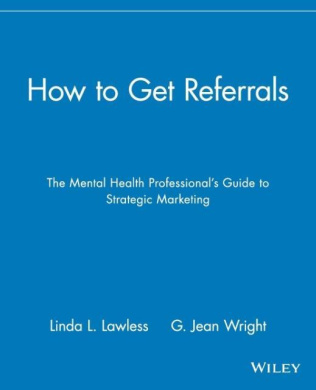 How to Get Referrals
The Mental Health Professional's Guide to
Strategic Marketing
Linda L. Lawless G. Jean Wright
WILEY